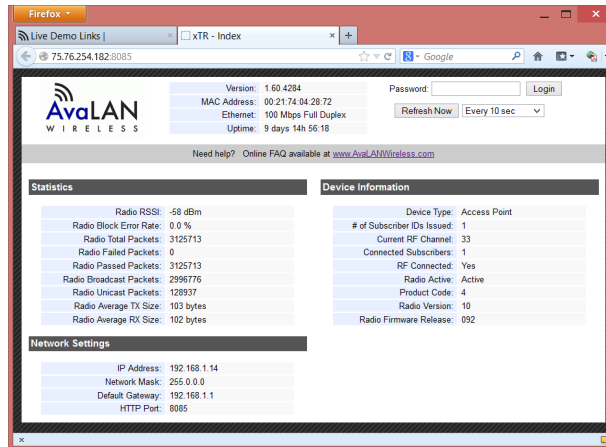 Firefox
Live Demo Links |
xTR - Index
75.76.254.182:8085
Google
AvaLAN
WIRELESS
Version: 1.60.4284
MAC Address: 00:21:74:04:28:72
Ethernet: 100 Mbps Full Duplex
Uptime: 9 days 14h 56:18
Password: Login
Refresh Now Every 10 sec
Need help? Online FAQ available at www.AvaLANWireless.com
Statistics
Radio RSSI: -58 dBm
Radio Block Error Rate: 0.0 %
Radio Total Packets: 3125713
Radio Failed Packets: 0
Radio Passed Packets: 3125713
Radio Broadcast Packets: 2996776
Radio Unicast Packets: 128937
Radio Average TX Size: 103 bytes
Radio Average RX Size: 102 bytes
Device Information
Device Type: Access Point
# of Subscriber IDs Issued: 1
Current RF Channel: 33
Connected Subscribers: 1
RF Connected: Yes
Radio Active: Active
Product Code: 4
Radio Version: 10
Radio Firmware Release: 092
Network Settings
IP Address: 192.168.1.14
Network Mask: 255.0.0.0
Default Gateway: 192.168.1.1
HTTP Port: 8085